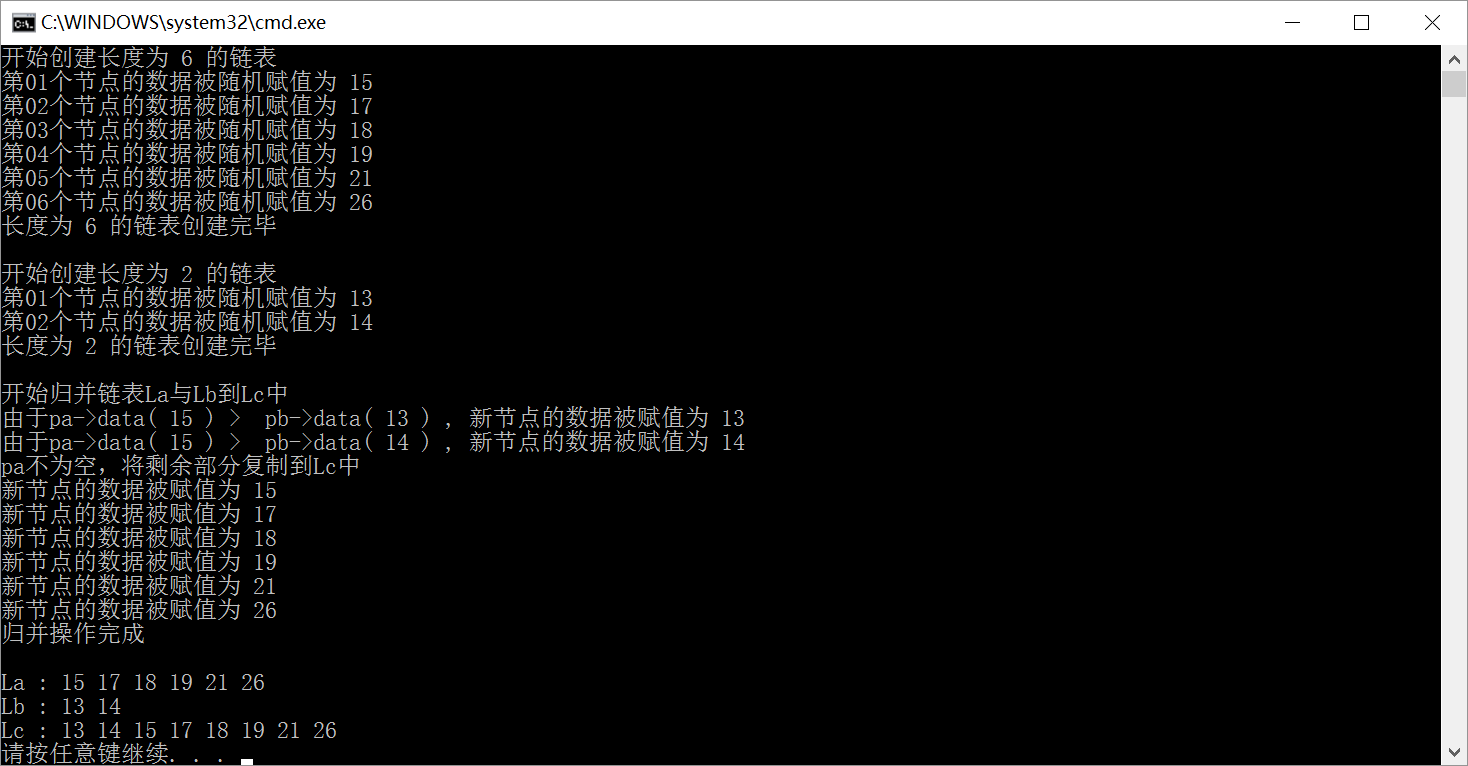 C:\WINDOWS\system32\cmd.exe
开始创建长度为 6 的链表
第01个节点的数据被随机赋值为 15
第02个节点的数据被随机赋值为 17
第03个节点的数据被随机赋值为 18
第04个节点的数据被随机赋值为 19
第05个节点的数据被随机赋值为 21
第06个节点的数据被随机赋值为 26
长度为 6 的链表创建完毕
开始创建长度为 2 的链表
第01个节点的数据被随机赋值为 13
第02个节点的数据被随机赋值为 14
长度为 2 的链表创建完毕
开始归并链表La与Lb到Lc中
由于pa->data( 15 ) >  pb->data( 13 ) , 新节点的数据被赋值为 13
由于pa->data( 15 ) >  pb->data( 14 ) , 新节点的数据被赋值为 14
pa不为空，将剩余部分复制到Lc中
新节点的数据被赋值为 15
新节点的数据被赋值为 17
新节点的数据被赋值为 18
新节点的数据被赋值为 19
新节点的数据被赋值为 21
新节点的数据被赋值为 26
归并操作完成
La : 15 17 18 19 21 26
Lb : 13 14
Lc : 13 14 15 17 18 19 21 26
请按任意键继续. . .